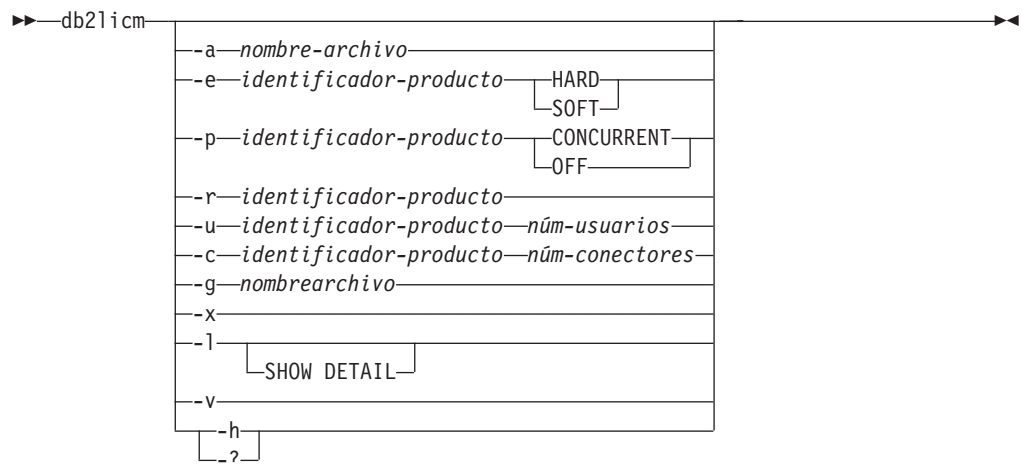 db2licm
-a nombre-archivo
-e identificador-producto HARD
SOFT
-p identificador-producto CONCURRENT
OFF
-r identificador-producto
-u identificador-producto núm-usuarios
-c identificador-producto núm-conectores
-g nombrearchivo
-x
-l
SHOW DETAIL
-v
-h
-?